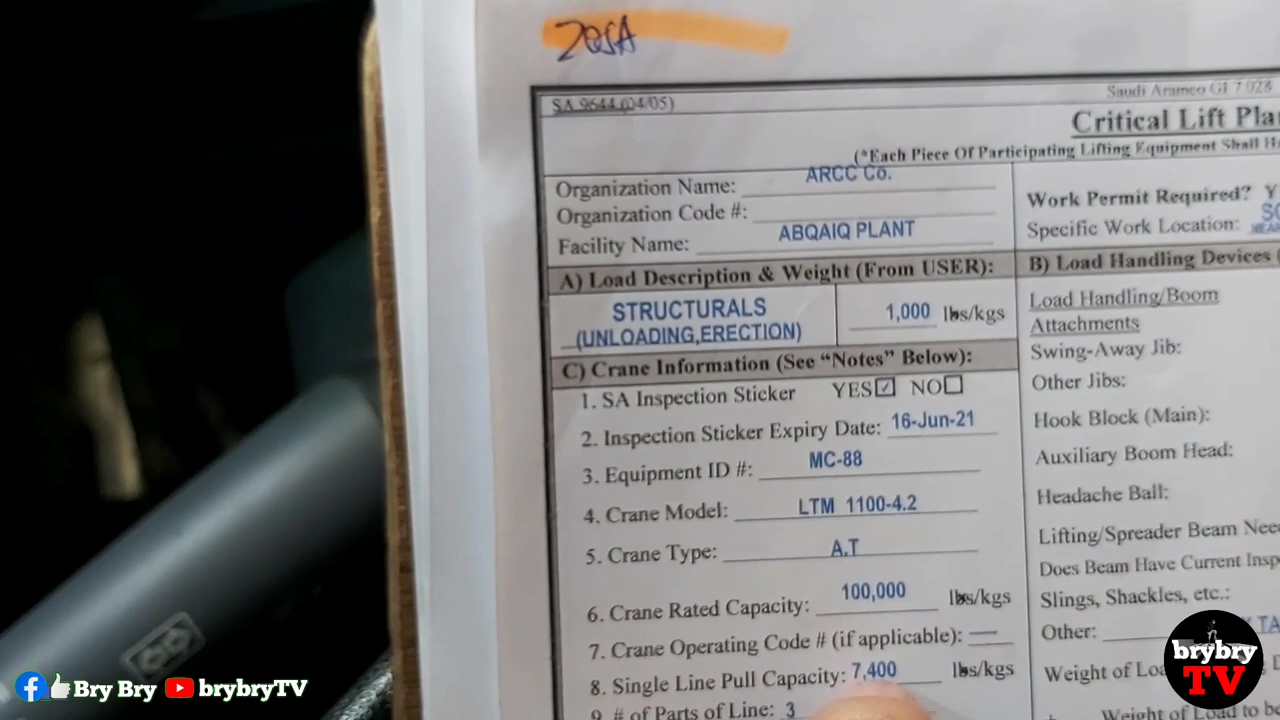 SA 9644 (04/05)
Saudi Aramco GI 7.028
Critical Lift Pla
(*Each Piece Of Participating Lifting Equipment Shall H
Organization Name: ARCC Co.
Organization Code #:
Facility Name: ABQAIQ PLANT
Work Permit Required? Y
Specific Work Location:
A) Load Description & Weight (From USER):
STRUCTURALS
(UNLOADING,ERECTION)
1,000 lbs/kgs
C) Crane Information (See “Notes” Below):
1. SA Inspection Sticker YES☑ NO☐
2. Inspection Sticker Expiry Date: 16-Jun-21
3. Equipment ID #: MC-88
4. Crane Model: LTM 1100-4.2
5. Crane Type: A.T
6. Crane Rated Capacity: 100,000 lbs/kgs
7. Crane Operating Code # (if applicable): —
8. Single Line Pull Capacity: 7,400 lbs/kgs
9. # of Parts of Line: 3
B) Load Handling Devices (
Load Handling/Boom
Attachments
Swing-Away Jib:
Other Jibs:
Hook Block (Main):
Auxiliary Boom Head:
Headache Ball:
Lifting/Spreader Beam Nee
Does Beam Have Current Insp
Slings, Shackles, etc.:
Other:
Weight of Loa
Weight of Load to be
Bry Bry
brybryTV
brybry
TV